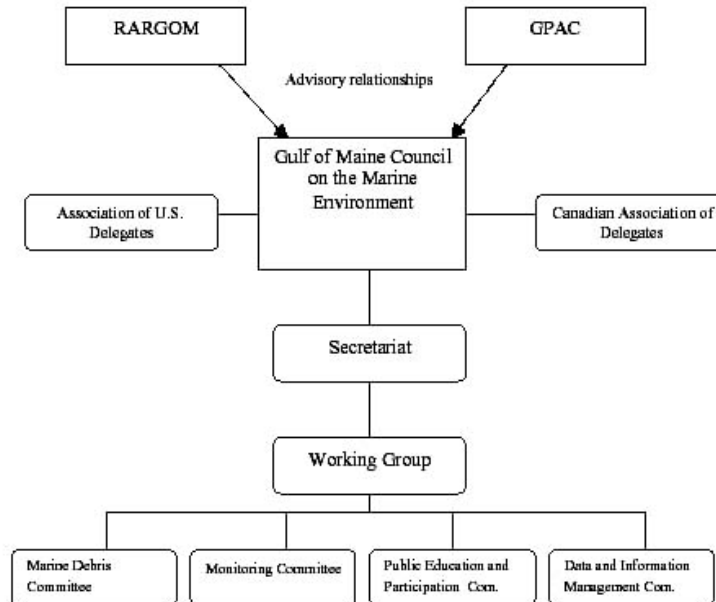 RARGOM
GPAC
Advisory relationships
Gulf of Maine Council
on the Marine
Environment
Association of U.S.
Delegates
Canadian Association of
Delegates
Secretariat
Working Group
Marine Debris
Committee
Monitoring Committee
Public Education and
Participation Com.
Data and Information
Management Com.